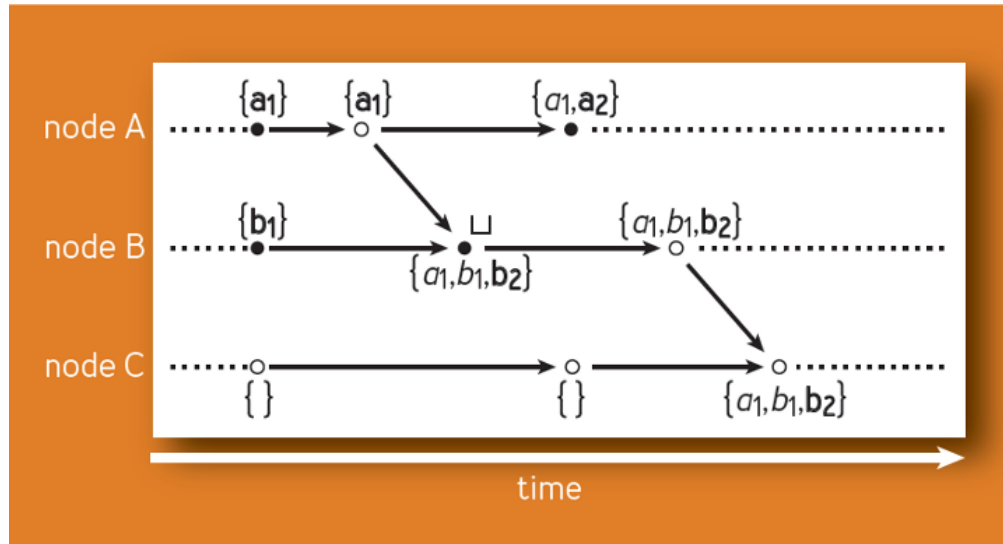 {a1} {a1} {a1,a2}
node A
{b1} ⊔ {a1,b1,b2}
node B
{a1,b1,b2}
node C
{ } { } {a1,b1,b2}
time